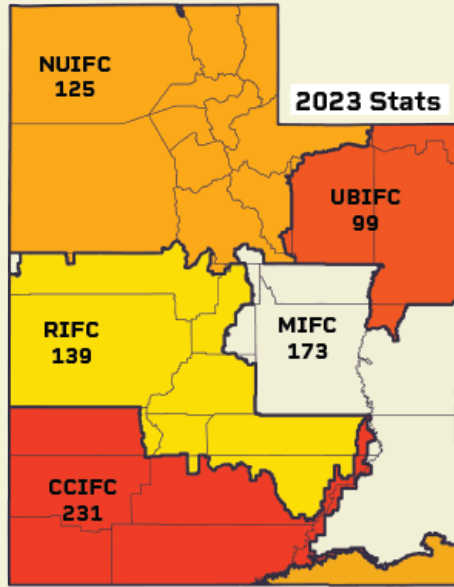 NUIFC
125
2023 Stats
UBIFC
99
RIFC
139
MIFC
173
CCIFC
231